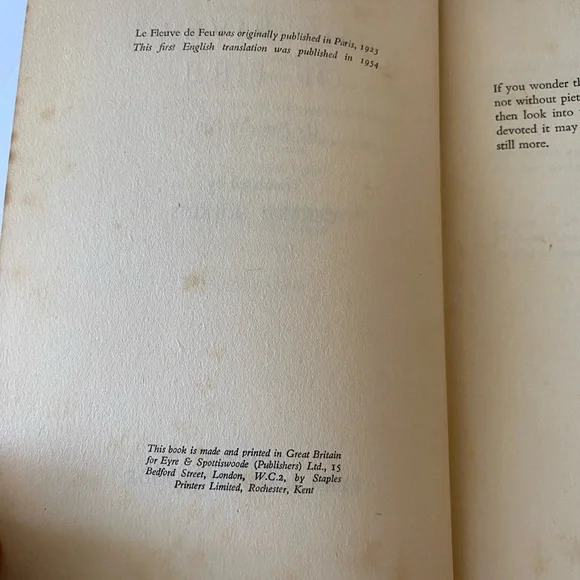 Le Fleuve de Feu was originally published in Paris, 1923
This first English translation was published in 1954
This book is made and printed in Great Britain
for Eyre & Spottiswoode (Publishers) Ltd., 15
Bedford Street, London, W.C.2, by Staples
Printers Limited, Rochester, Kent
If you wonder th
not without piet
then look into
devoted it may
still more.